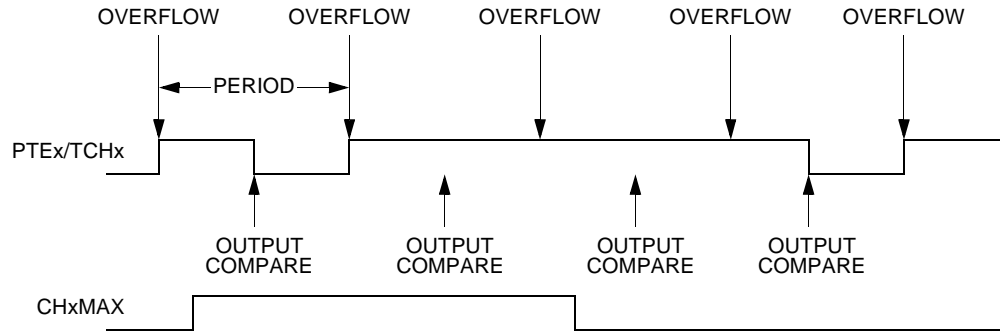 OVERFLOW OVERFLOW OVERFLOW OVERFLOW OVERFLOW
PERIOD
PTEx/TCHx
OUTPUT COMPARE
OUTPUT COMPARE
OUTPUT COMPARE
OUTPUT COMPARE
CHxMAX